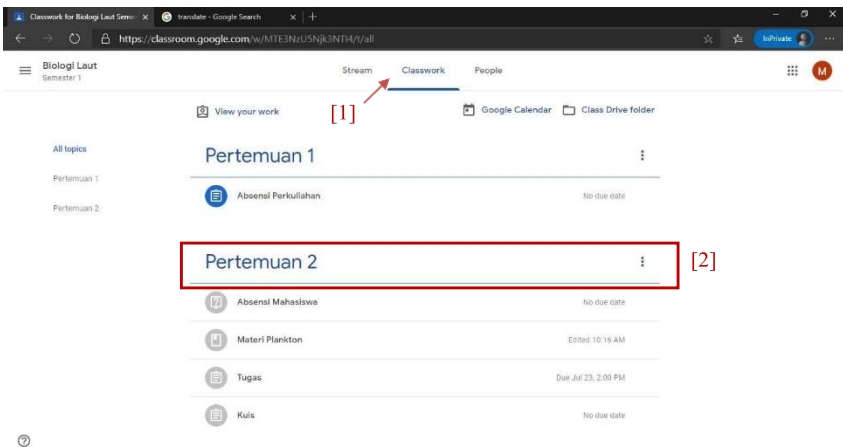 Classwork for Biologi Laut Seme
translate - Google Search
https://classroom.google.com/w/MTE3NzU5Njk3NTI4/t/all
InPrivate
Biologi Laut
Semester 1
Stream
Classwork
People
M
[1]
View your work
Google Calendar
Class Drive folder
All topics
Pertemuan 1
Pertemuan 2
Pertemuan 1
Absensi Perkuliahan
No due date
Pertemuan 2
[2]
Absensi Mahasiswa
No due date
Materi Plankton
Edited 10:16 AM
Tugas
Due Jul 23, 2:00 PM
Kuis
No due date